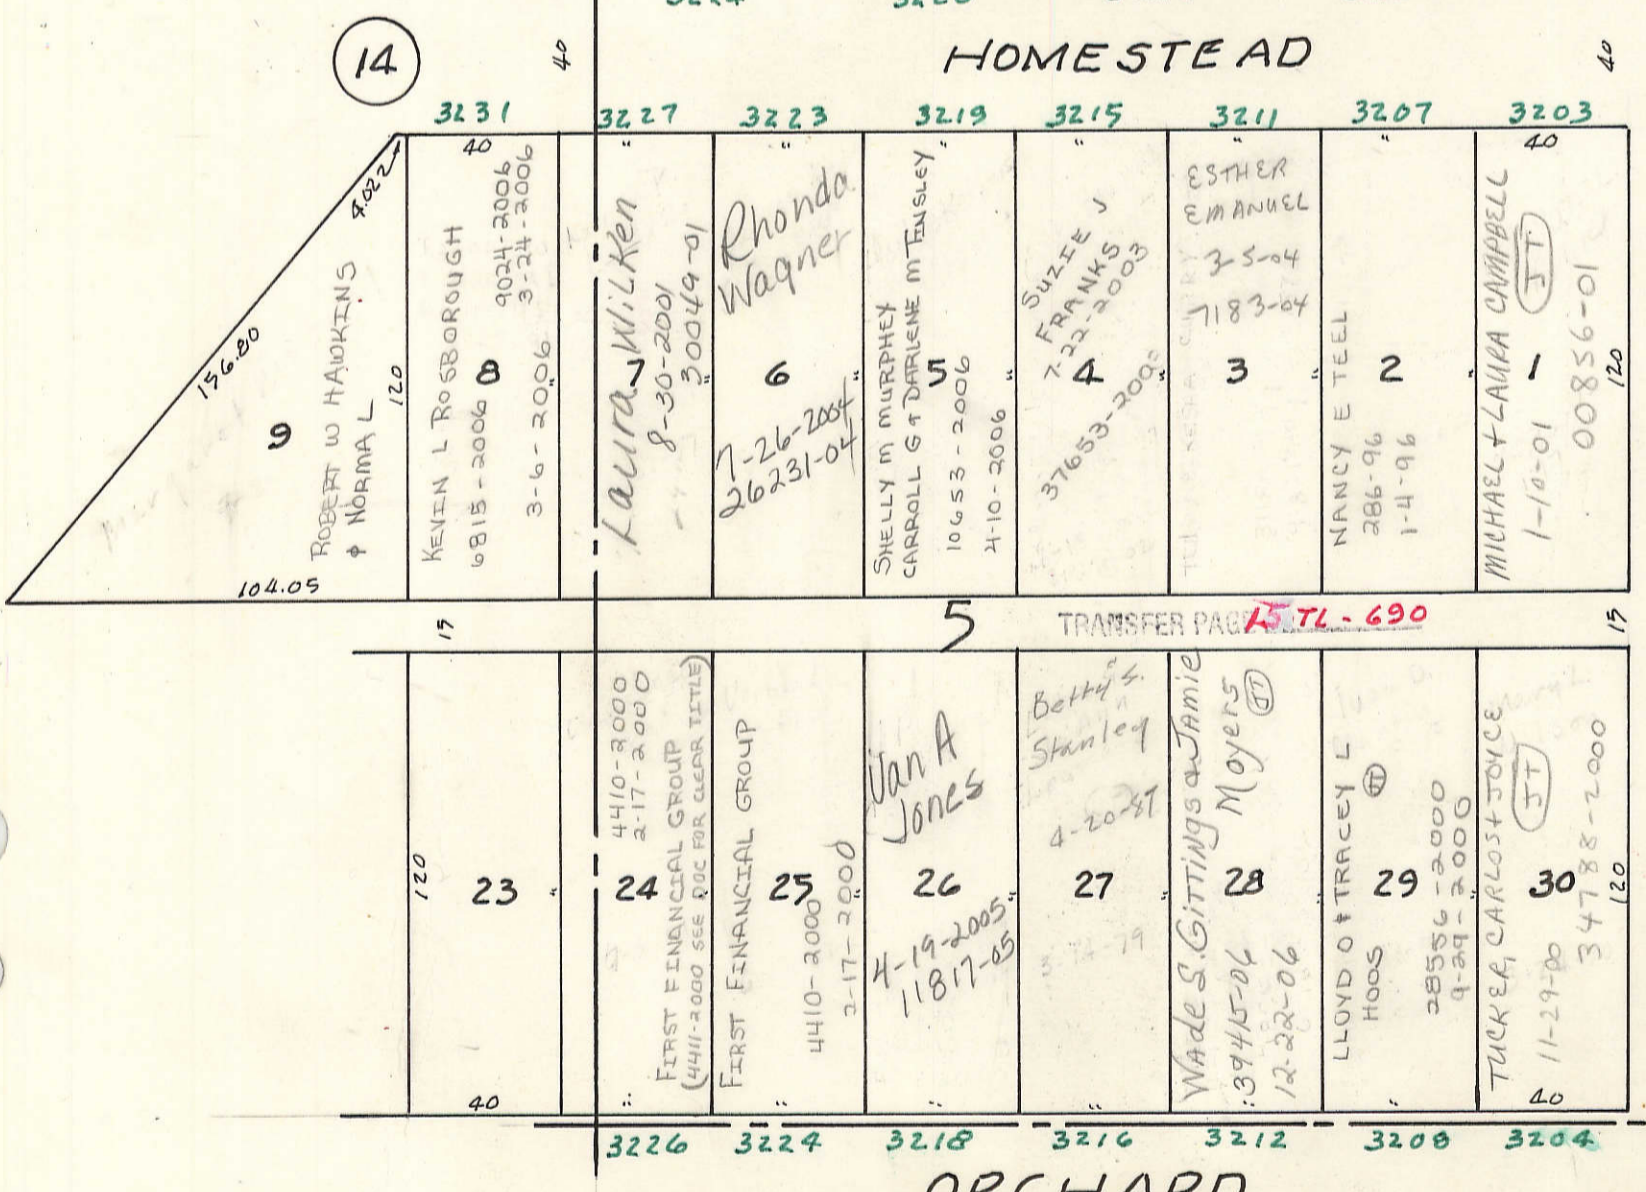 14
40
HOMESTEAD
40
3231
3227
3223
3219
3215
3211
3207
3203
156.80
4.022
9
ROBERT W HAWKINS
& NORMA L
104.05
120
40
KEVIN L ROSBOROUGH
8
9024-2006
3-24-2006
6815-2006
3-6-2006
"
Laura Wilken
7
8-30-2001
30049-01
"
Rhonda
Wagner
6
7-26-2004
26231-04
"
SHELLY M MURPHEY
CARROLL G & DARLENE M TINSLEY
5
10653-2006
4-10-2006
"
SUZIE J
FRANKS
7-22-2003
4
37653-2003
"
ESTHER
EMANUEL
3-5-04
7183-04
3
"
NANCY E TEEL
2
286-96
1-4-96
40
MICHAEL & LAURA CAMPBELL
JT
1
1-10-01
00856-01
120
15
5
TRANSFER PAGE 15 TL - 690
15
120
23
40
4410-2000
2-17-2000
24
FIRST FINANCIAL GROUP
(4411-2000 SEE DOC FOR CLEAR TITLE)
FIRST FINANCIAL GROUP
25
4410-2000
2-17-2000
Van A
Jones
26
4-19-2005
11817-05
Betty S.
Stanley
4-20-87
27
Wade S. Gittings & Jamie
Moyers
JT
28
39415-06
12-22-06
LLOYD O & TRACEY L
HOOS
JT
29
28556-2000
9-29-2000
TUCKER, CARLOS & JOYCE
JT
30
11-29-00
34788-2000
120
40
3226
3224
3218
3216
3212
3208
3204
ORCHARD